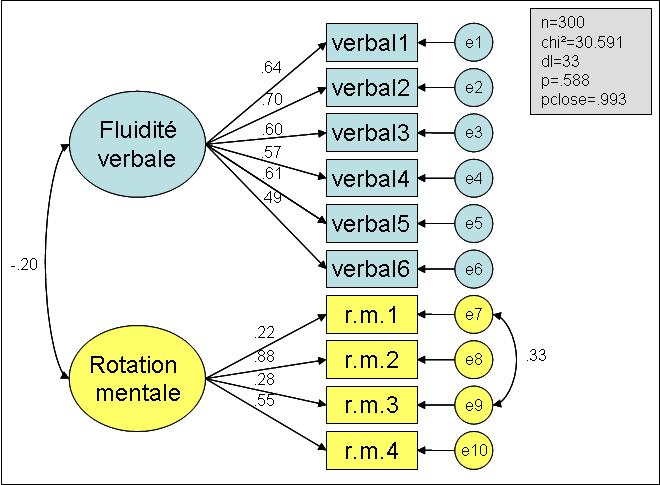 n=300
chi²=30.591
dl=33
p=.588
pclose=.993
verbal1
e1
.64
verbal2
e2
.70
Fluidité
verbale
verbal3
e3
.60
verbal4
e4
.57
verbal5
e5
.61
verbal6
e6
.49
-.20
r.m.1
e7
.22
r.m.2
e8
.88
.33
Rotation
mentale
r.m.3
e9
.28
r.m.4
e10
.55